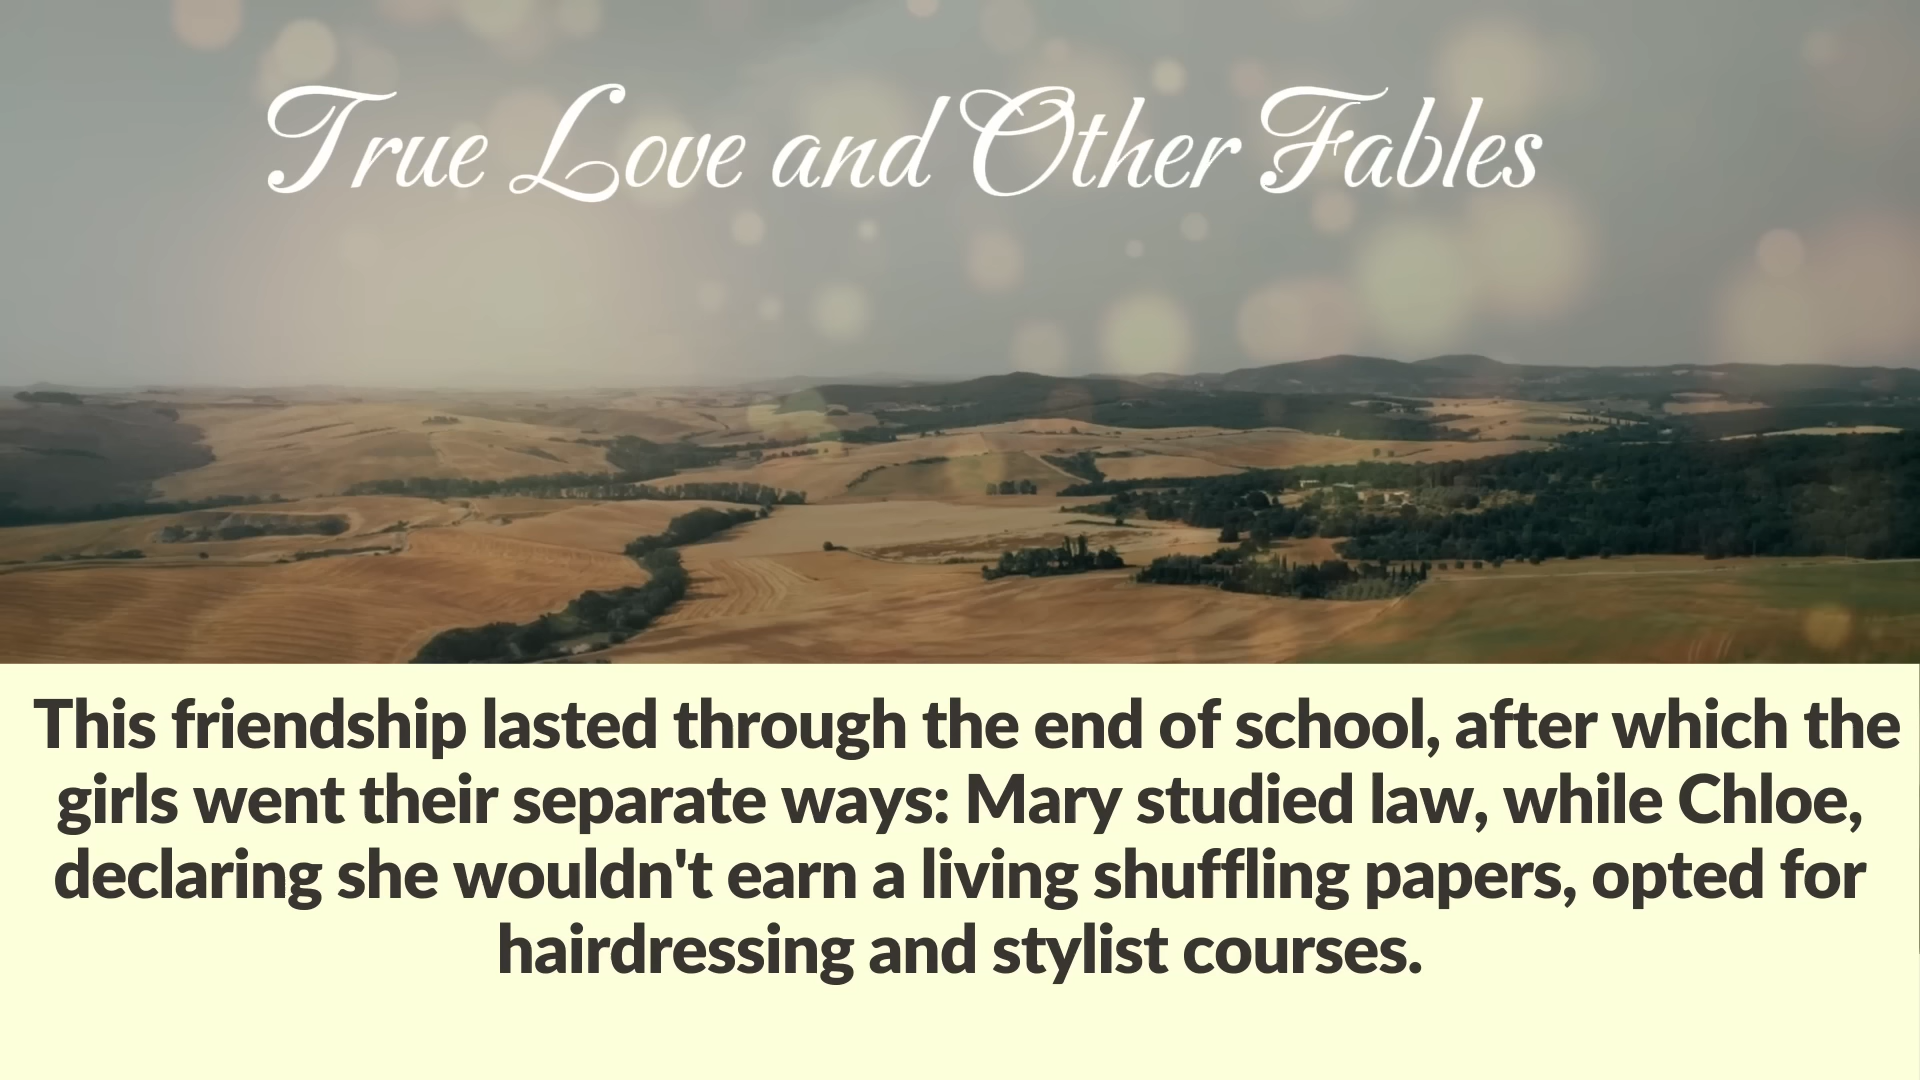 True Love and Other Fables
This friendship lasted through the end of school, after which the
girls went their separate ways: Mary studied law, while Chloe,
declaring she wouldn't earn a living shuffling papers, opted for
hairdressing and stylist courses.